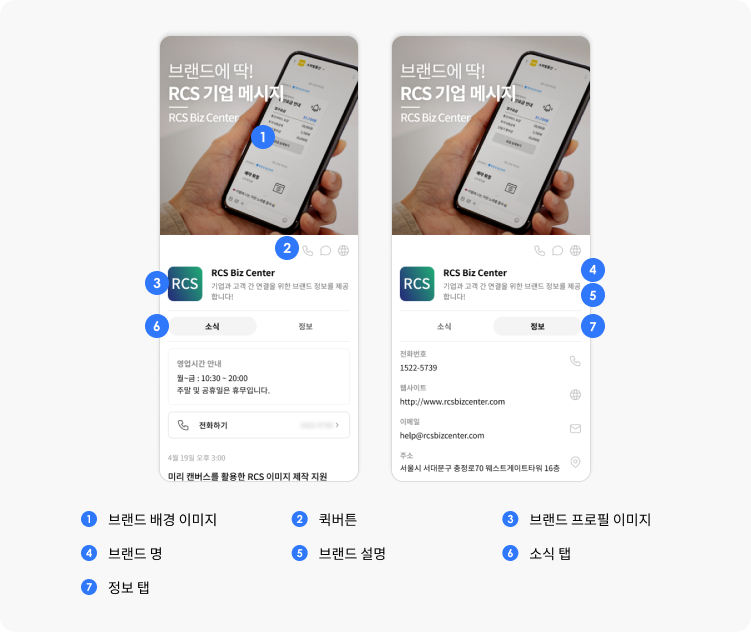 브랜드에 딱!
RCS 기업 메시지
RCS Biz Center
1
2
3
RCS
RCS Biz Center
기업과 고객 간 연결을 위한 브랜드 정보를 제공
합니다!
6
소식
정보
영업시간 안내
월~금 : 10:30 ~ 20:00
주말 및 공휴일은 휴무입니다.
전화하기
4월 19일 오후 3:00
미리 캔버스를 활용한 RCS 이미지 제작 지원
브랜드에 딱!
RCS 기업 메시지
RCS Biz Center
RCS
RCS Biz Center
4
기업과 고객 간 연결을 위한 브랜드 정보를 제공
합니다!
5
소식
정보
7
전화번호
1522-5739
웹사이트
http://www.rcsbizcenter.com
이메일
help@rcsbizcenter.com
주소
서울시 서대문구 충정로70 웨스트게이트타워 16층
1 브랜드 배경 이미지
2 퀵버튼
3 브랜드 프로필 이미지
4 브랜드 명
5 브랜드 설명
6 소식 탭
7 정보 탭